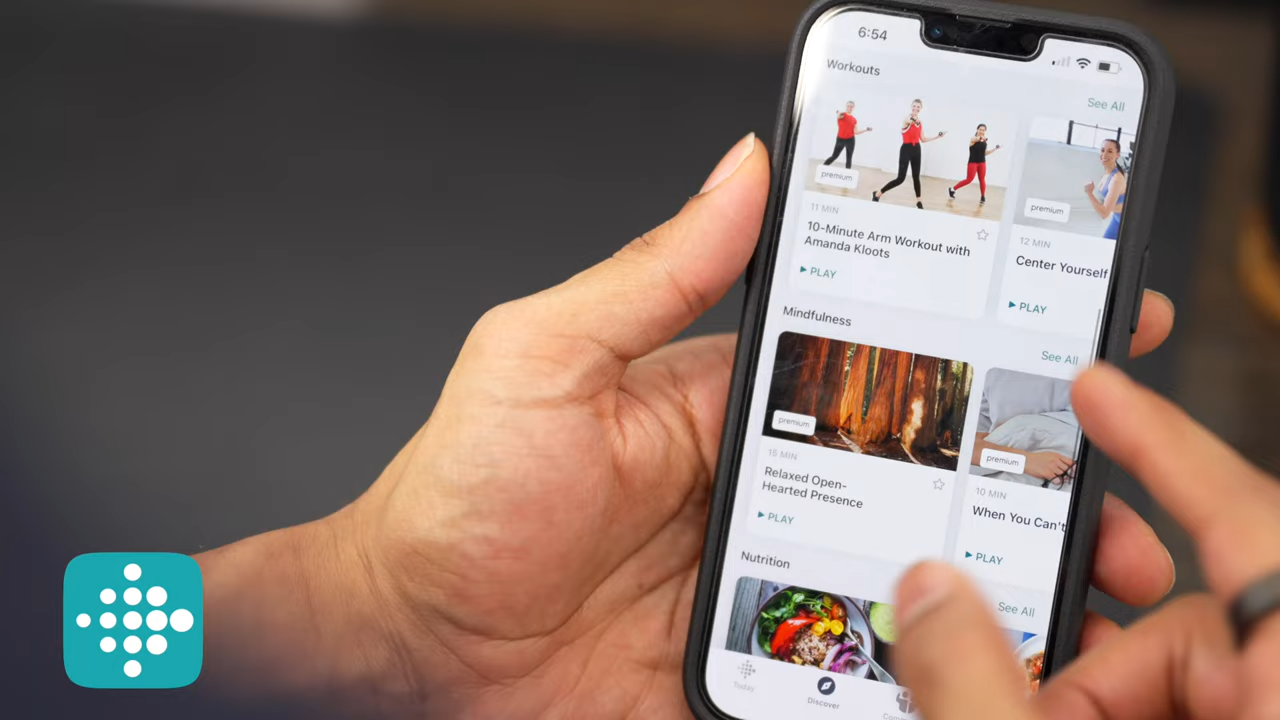 6:54
Workouts
See All
premium
11 MIN
10-Minute Arm Workout with
Amanda Kloots
PLAY
premium
12 MIN
Center Yourself
PLAY
Mindfulness
See All
premium
15 MIN
Relaxed Open-
Hearted Presence
PLAY
premium
10 MIN
When You Can't
PLAY
Nutrition
See All
Today
Discover